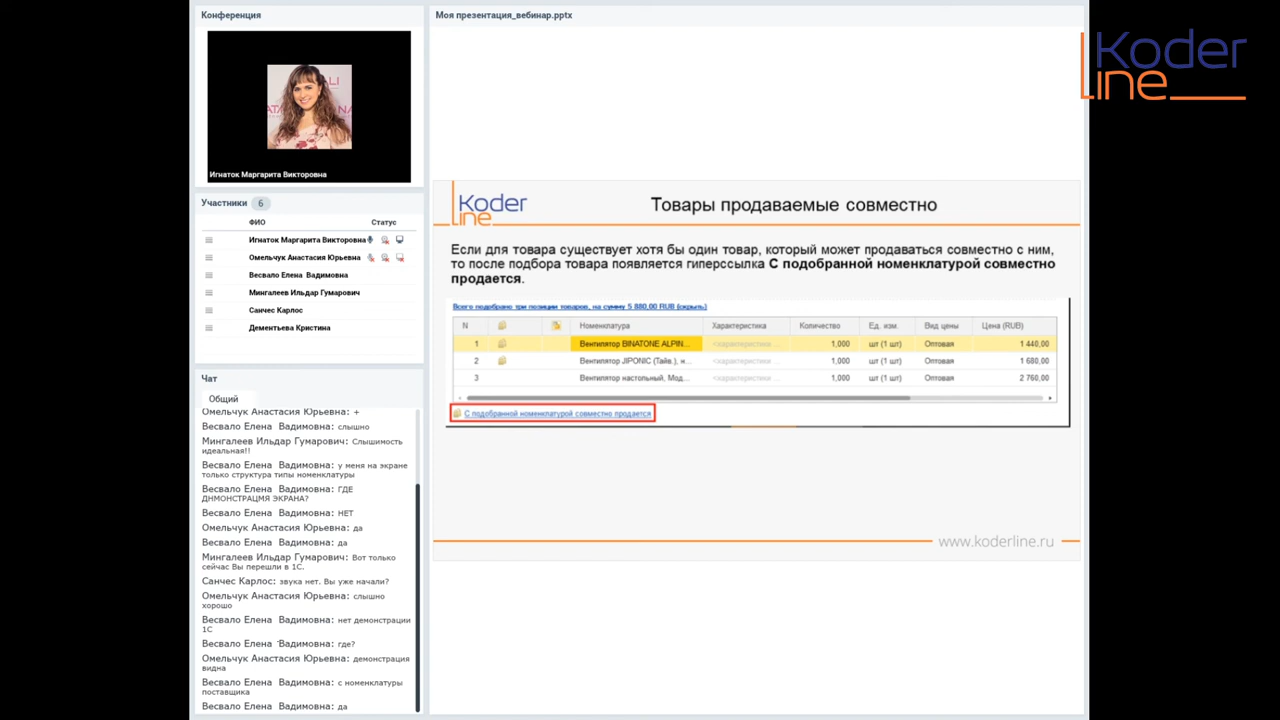 Конференция
Игнаток Маргарита Викторовна
Участники 6
ФИО Статус
Игнаток Маргарита Викторовна
Омельчук Анастасия Юрьевна
Весвало Елена Вадимовна
Мингалеев Ильдар Гумарович
Санчес Карлос
Дементьева Кристина
Чат
Общий
Омельчук Анастасия Юрьевна: +
Весвало Елена Вадимовна: слышно
Мингалеев Ильдар Гумарович: Слышимость
идеальная!!
Весвало Елена Вадимовна: у меня на экране
только структура типы номенклатуры
Весвало Елена Вадимовна: ГДЕ
ДНМОНСТРАЦМЯ ЭКРАНА?
Весвало Елена Вадимовна: НЕТ
Омельчук Анастасия Юрьевна: да
Весвало Елена Вадимовна: да
Мингалеев Ильдар Гумарович: Вот только
сейчас Вы перешли в 1С.
Санчес Карлос: звука нет. Вы уже начали?
Омельчук Анастасия Юрьевна: слышно
хорошо
Весвало Елена Вадимовна: нет демонстрации
1С
Весвало Елена Вадимовна: где?
Омельчук Анастасия Юрьевна: демонстрация
видна
Весвало Елена Вадимовна: с номенклатуры
поставщика
Весвало Елена Вадимовна: да
Моя презентация_вебинар.pptx
Koder
line
Koder
line
Товары продаваемые совместно
Если для товара существует хотя бы один товар, который может продаваться совместно с ним,
то после подбора товара появляется гиперссылка С подобранной номенклатурой совместно
продается.
Всего подобрано три позиции товаров, на сумму 5 880,00 RUB (скрыть)
N Номенклатура Характеристика Количество Ед. изм. Вид цены Цена (RUB)
1 Вентилятор BINATONE ALPIN... <характеристики ... 1,000 шт (1 шт) Оптовая 1 440,00
2 Вентилятор JIPONIC (Тайв.), н... <характеристики ... 1,000 шт (1 шт) Оптовая 1 680,00
3 Вентилятор настольный, Мод... <характеристики ... 1,000 шт (1 шт) Оптовая 2 760,00
С подобранной номенклатурой совместно продается
www.koderline.ru